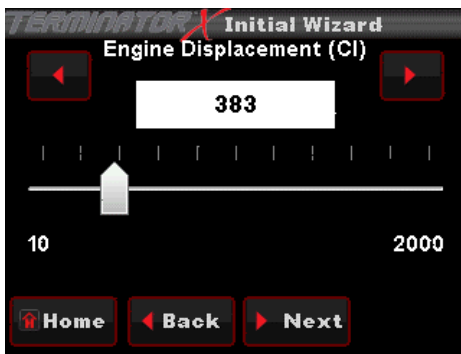 TERMINATOR X Initial Wizard
Engine Displacement (CI)
383
10 2000
Home Back Next